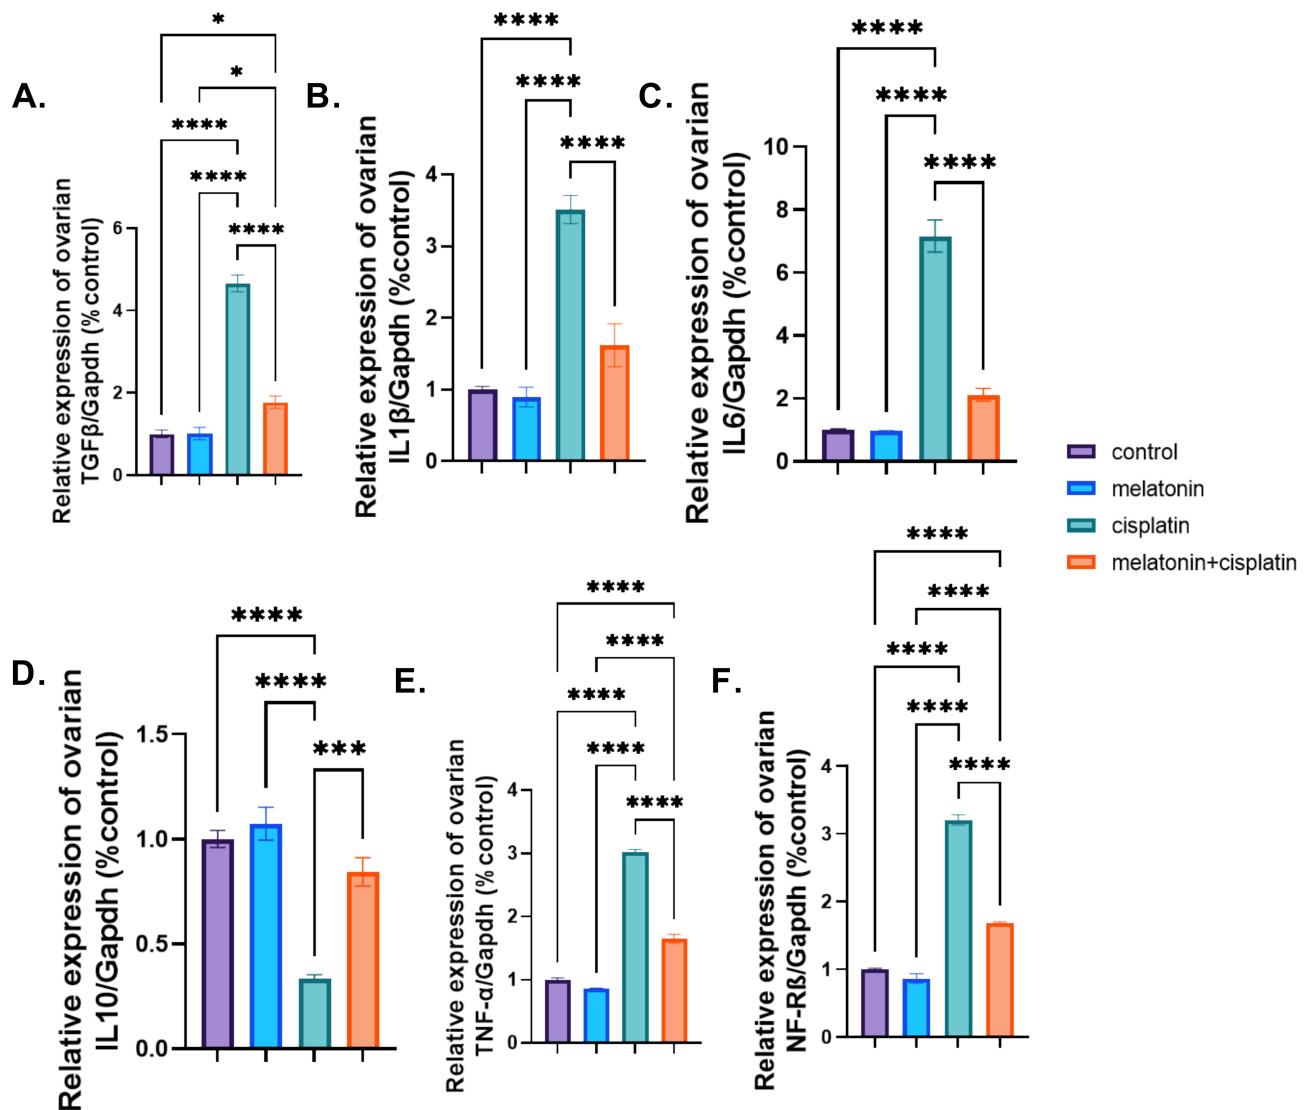 A.
*
*
****
****
****
Relative expression of ovarian
TGFβ/Gapdh (% control)
6
4
2
0
B.
****
****
****
Relative expression of ovarian
IL1β/Gapdh (%control)
4
3
2
1
0
C.
****
****
****
Relative expression of ovarian
IL6/Gapdh (%control)
10
8
6
4
2
0
control
melatonin
cisplatin
melatonin+cisplatin
D.
****
****
***
Relative expression of ovarian
IL10/Gapdh (%control)
1.5
1.0
0.5
0.0
E.
****
****
****
****
****
Relative expression of ovarian
TNF-α/Gapdh (% control)
4
3
2
1
0
F.
****
****
****
****
****
Relative expression of ovarian
NF-Rß/Gapdh (%control)
4
3
2
1
0